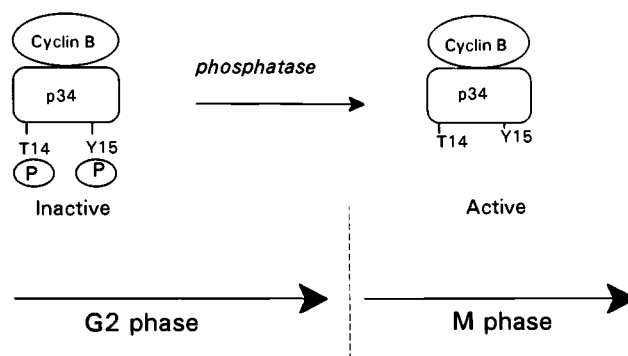 Cyclin B
p34
T14 Y15
P P
Inactive
phosphatase
Cyclin B
p34
T14 Y15
Active
G2 phase
M phase